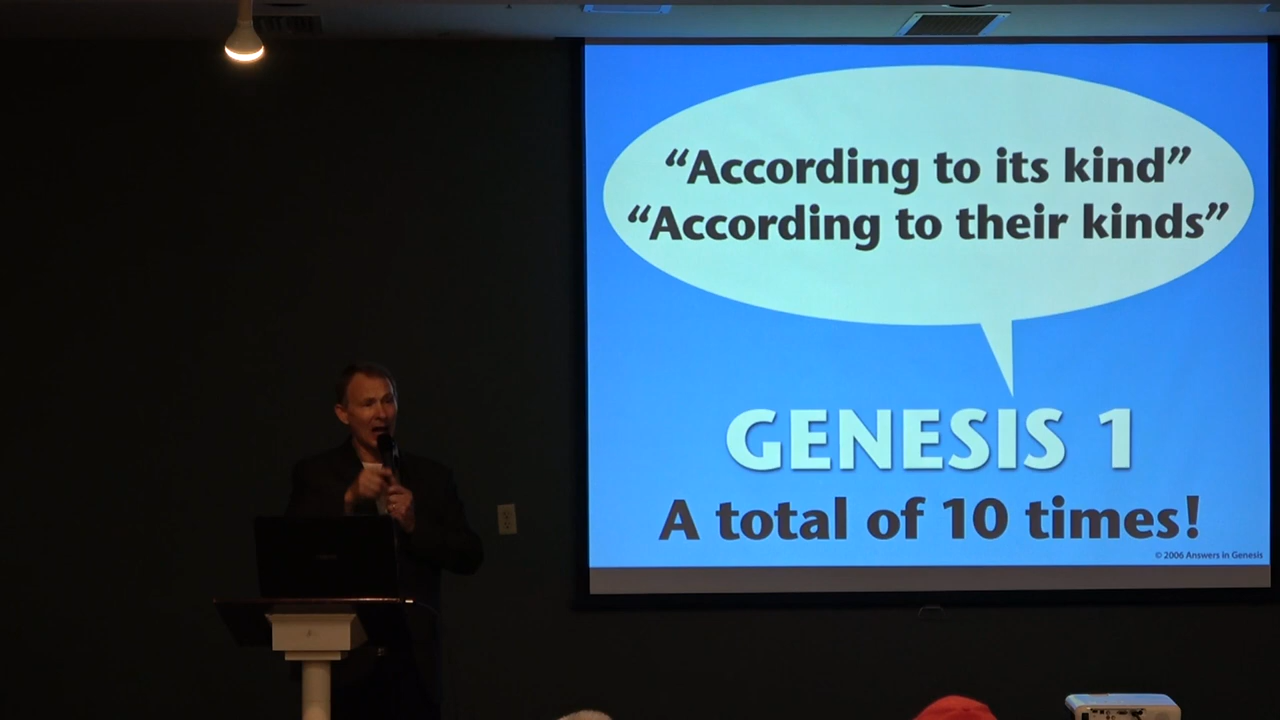 “According to its kind”
“According to their kinds”
GENESIS 1
A total of 10 times!
© 2006 Answers in Genesis